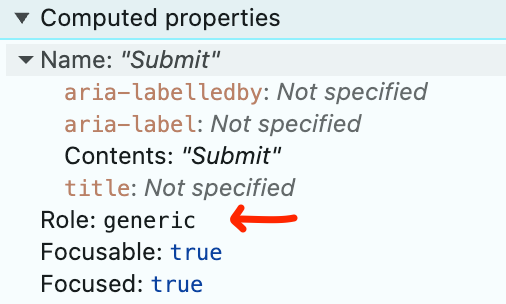 Computed properties
Name: "Submit"
aria-labelledby: Not specified
aria-label: Not specified
Contents: "Submit"
title: Not specified
Role: generic
Focusable: true
Focused: true